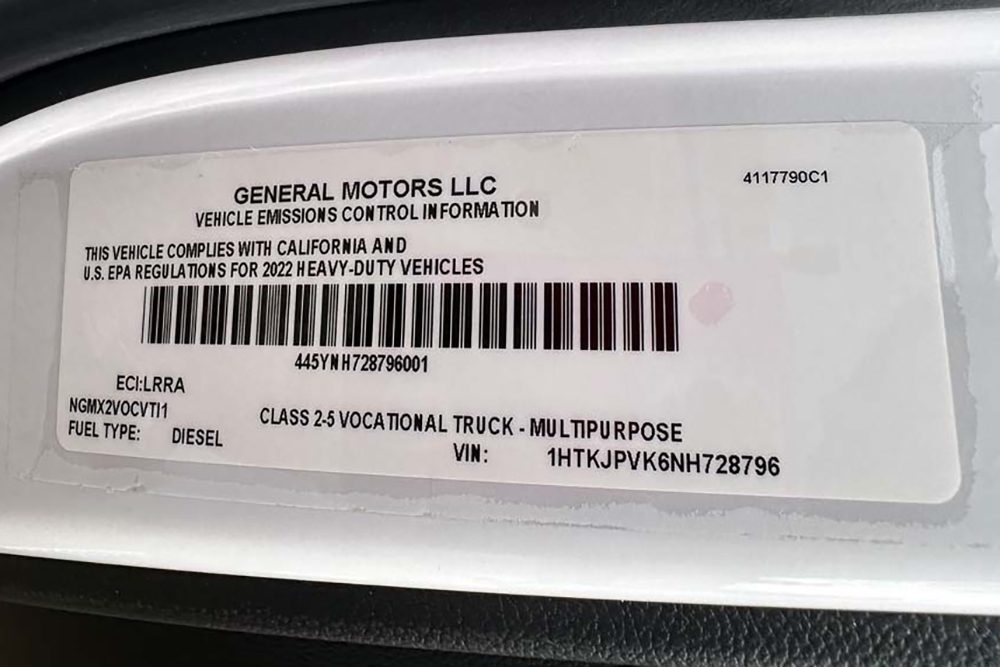 GENERAL MOTORS LLC
4117790C1
VEHICLE EMISSIONS CONTROL INFORMATION
THIS VEHICLE COMPLIES WITH CALIFORNIA AND
U.S. EPA REGULATIONS FOR 2022 HEAVY-DUTY VEHICLES
445YNH728796001
ECI:LRRA
NGMX2VOCVTI1
CLASS 2-5 VOCATIONAL TRUCK - MULTIPURPOSE
FUEL TYPE: DIESEL
VIN: 1HTKJPVK6NH728796